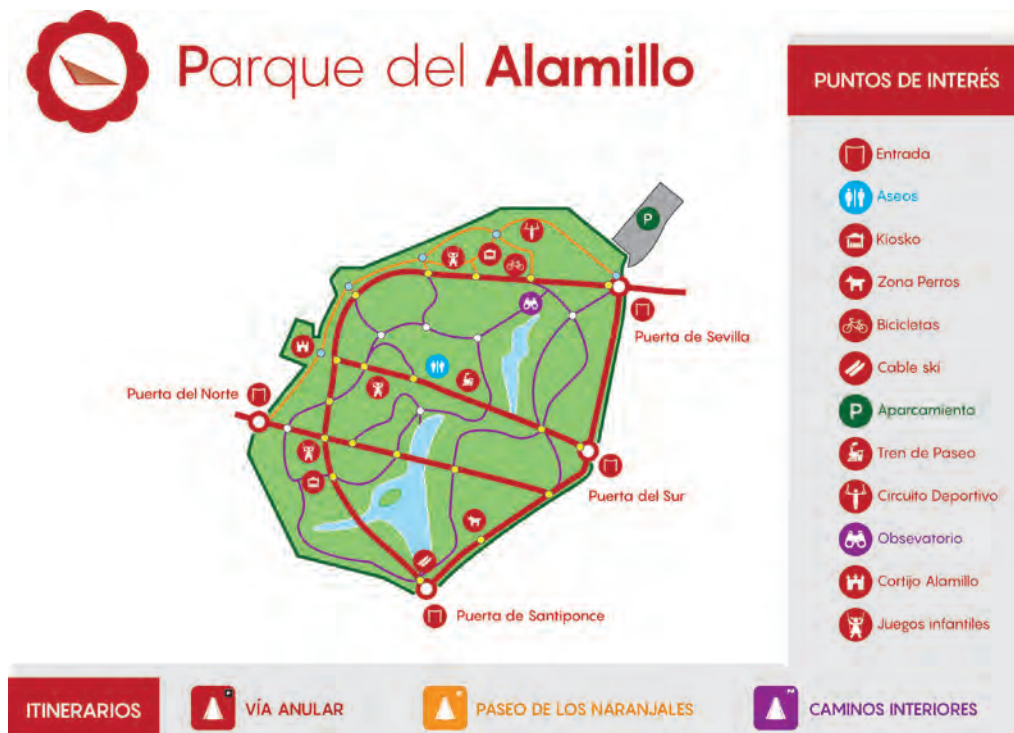 Parque del Alamillo
PUNTOS DE INTERÉS
Entrada
Aseos
Kiosko
Zona Perros
Bicicletas
Cable ski
P
Aparcamiento
Tren de Paseo
Circuito Deportivo
Obsevatorio
Cortijo Alamillo
Juegos infantiles
P
Puerta de Sevilla
Puerta del Norte
Puerta del Sur
Puerta de Santiponce
ITINERARIOS
VÍA ANULAR
PASEO DE LOS NARANJALES
CAMINOS INTERIORES